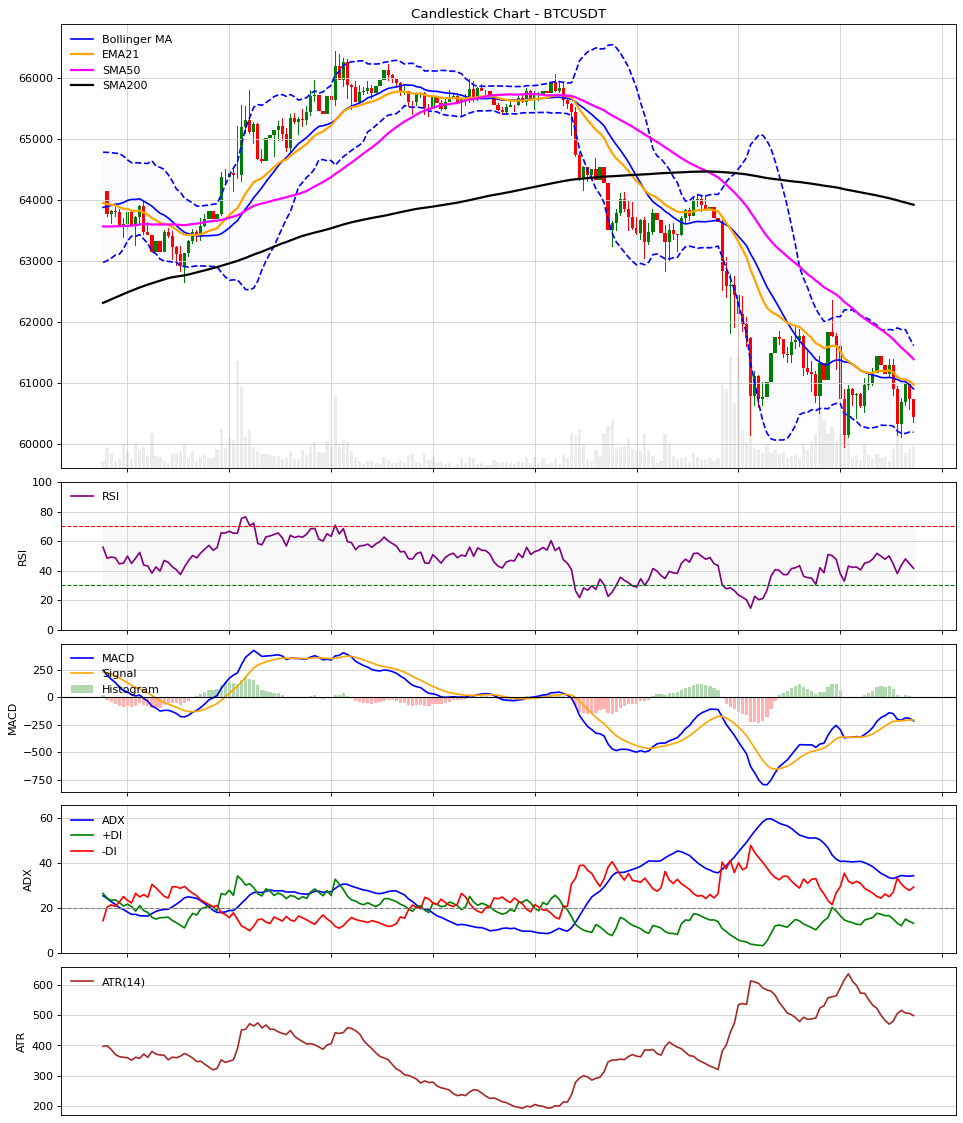 Candlestick Chart - BTCUSDT
Bollinger MA
EMA21
SMA50
SMA200
66000
65000
64000
63000
62000
61000
60000
RSI
RSI
100
80
60
40
20
0
MACD
Signal
Histogram
MACD
250
0
−250
−500
−750
ADX
+DI
-DI
ADX
60
40
20
0
ATR(14)
ATR
600
500
400
300
200